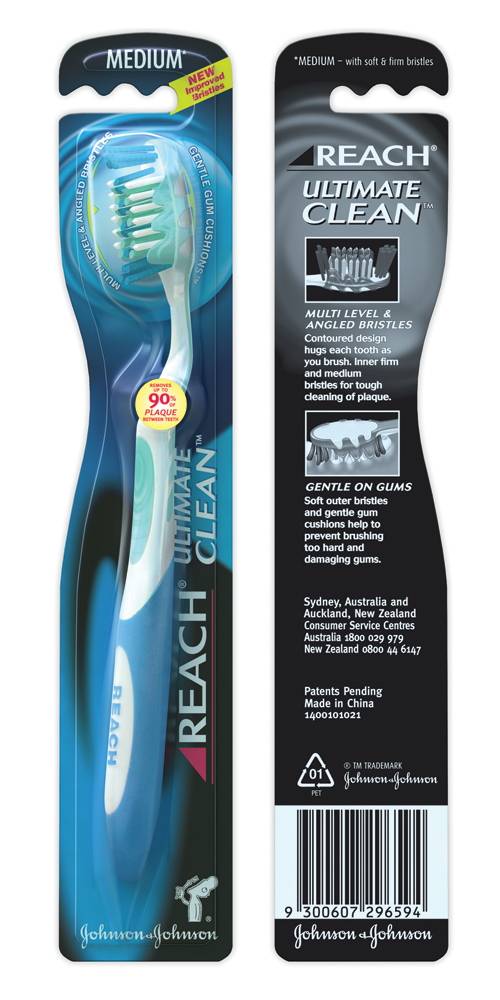 MEDIUM*
NEW
Improved
Bristles
MULTI LEVEL & ANGLED BRISTLES
GENTLE GUM CUSHIONS™
REMOVES
UP TO
90% OF
PLAQUE
BETWEEN TEETH
ULTIMATE
CLEAN™
REACH®
REACH
®
Johnson & Johnson
*MEDIUM – with soft & firm bristles
REACH®
ULTIMATE
CLEAN™
MULTI LEVEL &
ANGLED BRISTLES
Contoured design
hugs each tooth as
you brush. Inner firm
and medium
bristles for tough
cleaning of plaque.
GENTLE ON GUMS
Soft outer bristles
and gentle gum
cushions help to
prevent brushing
too hard and
damaging gums.
Sydney, Australia and
Auckland, New Zealand
Consumer Service Centres
Australia 1800 029 979
New Zealand 0800 44 6147
Patents Pending
Made in China
1400101021
01
PET
® TM TRADEMARK
Johnson & Johnson
9 300607 296594
Johnson & Johnson